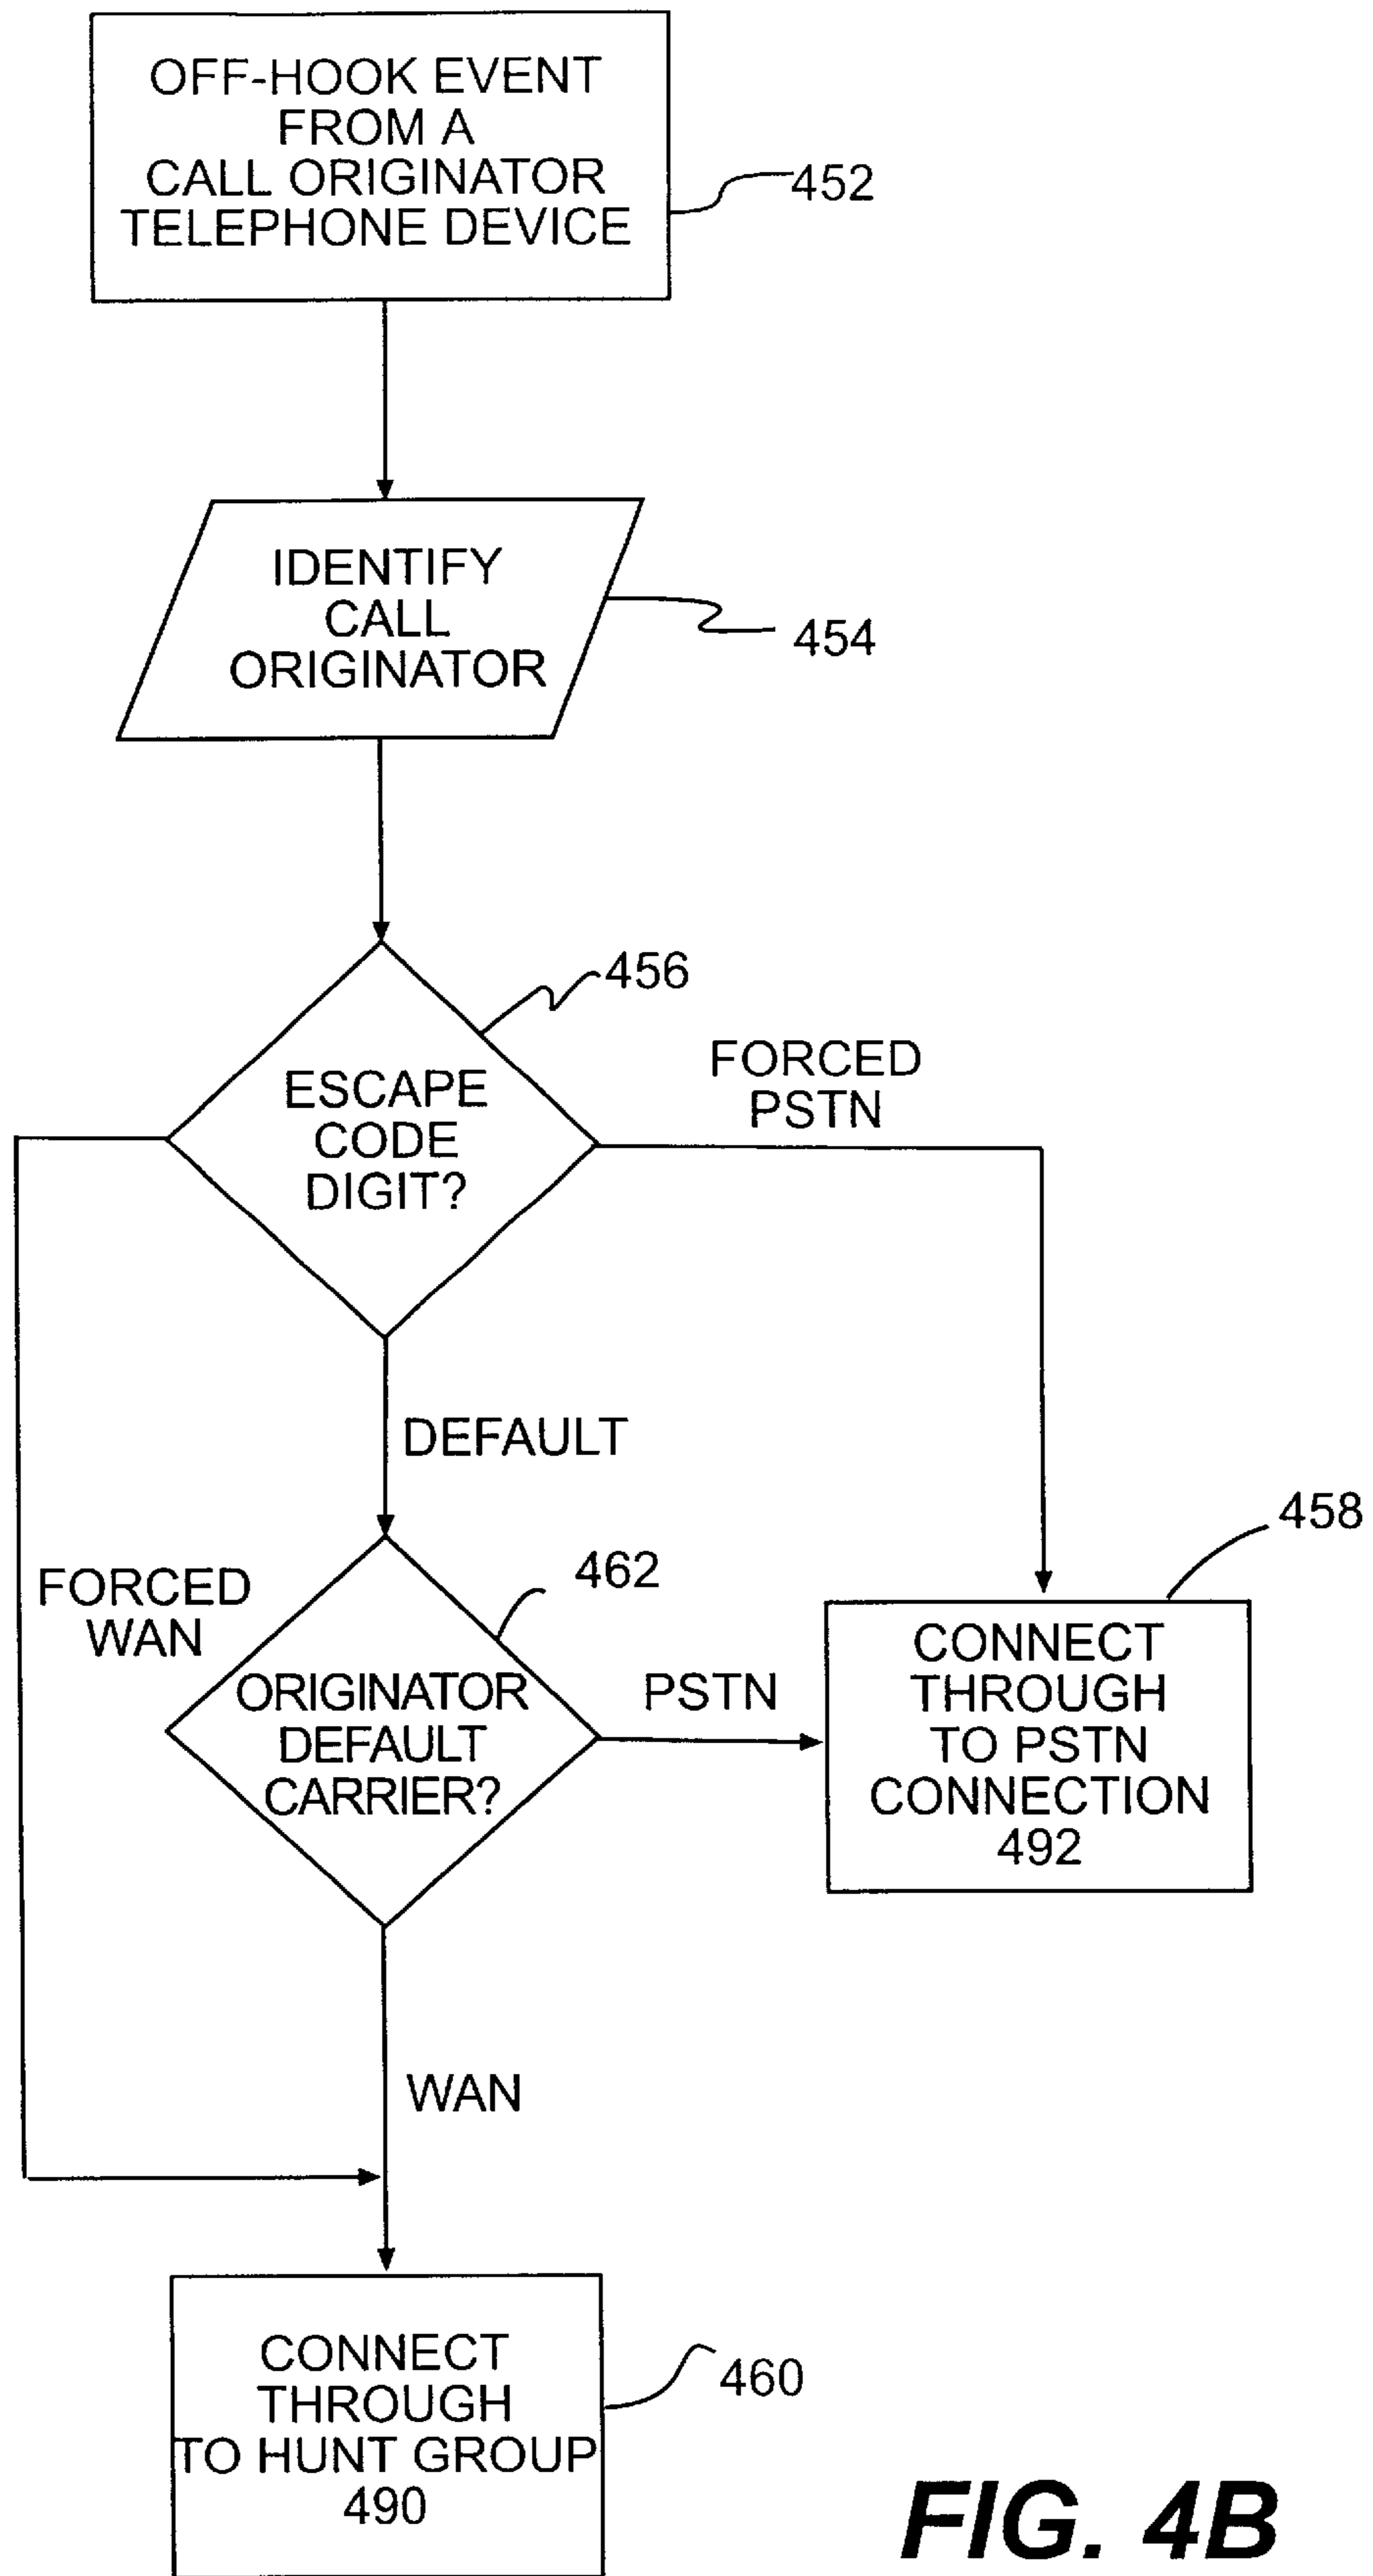 OFF-HOOK EVENT
FROM A
CALL ORIGINATOR
TELEPHONE DEVICE
452
IDENTIFY
CALL
ORIGINATOR
454
456
ESCAPE
CODE
DIGIT?
FORCED
PSTN
DEFAULT
458
FORCED
WAN
462
ORIGINATOR
DEFAULT
CARRIER?
PSTN
CONNECT
THROUGH
TO PSTN
CONNECTION
492
WAN
CONNECT
THROUGH
TO HUNT GROUP
490
460
FIG. 4B